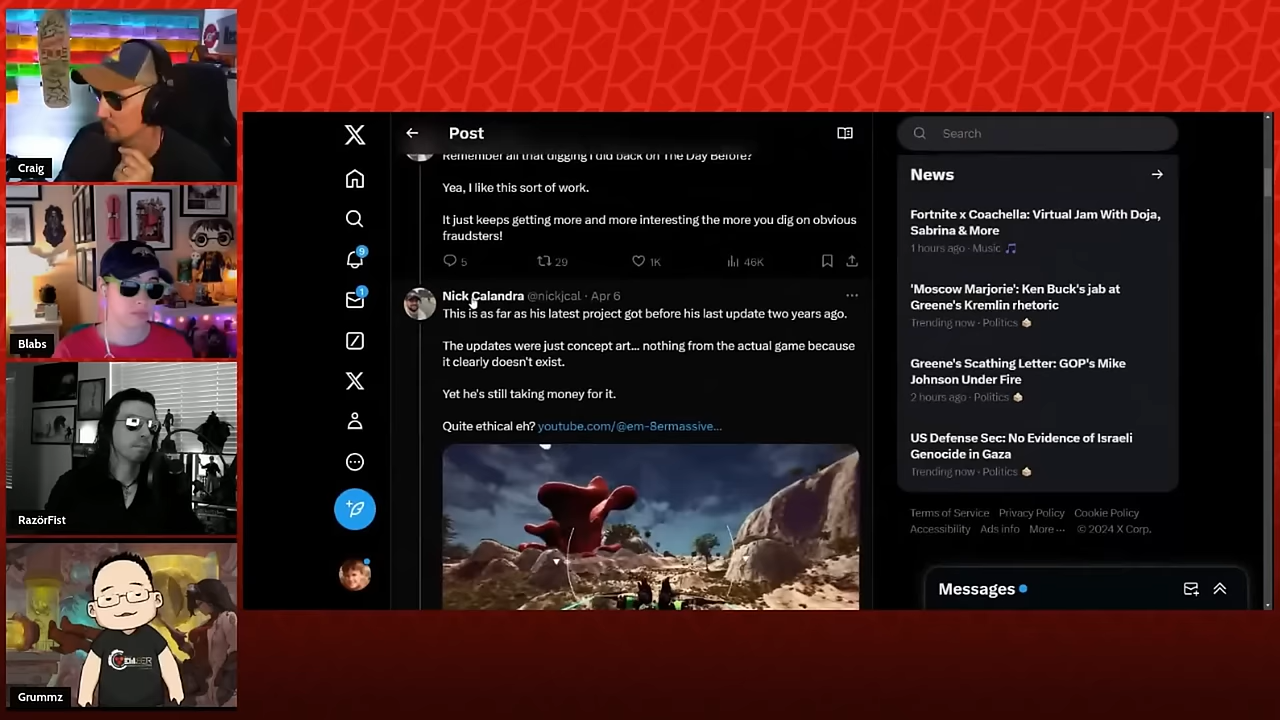 Craig
Blabs
RazörFist
Grummz
Post
Remember all that digging I did back on The Day Before?
Yea, I like this sort of work.
It just keeps getting more and more interesting the more you dig on obvious
fraudsters!
5
29
1K
46K
Nick Calandra @nickjcal · Apr 6
This is as far as his latest project got before his last update two years ago.
The updates were just concept art... nothing from the actual game because
it clearly doesn't exist.
Yet he's still taking money for it.
Quite ethical eh? youtube.com/@em-8ermassive...
9
1
Search
News
Fortnite x Coachella: Virtual Jam With Doja,
Sabrina & More
1 hours ago · Music
'Moscow Marjorie': Ken Buck's jab at
Greene's Kremlin rhetoric
Trending now · Politics
Greene's Scathing Letter: GOP's Mike
Johnson Under Fire
2 hours ago · Politics
US Defense Sec: No Evidence of Israeli
Genocide in Gaza
Trending now · Politics
Terms of Service Privacy Policy Cookie Policy
Accessibility Ads info More ··· © 2024 X Corp.
Messages